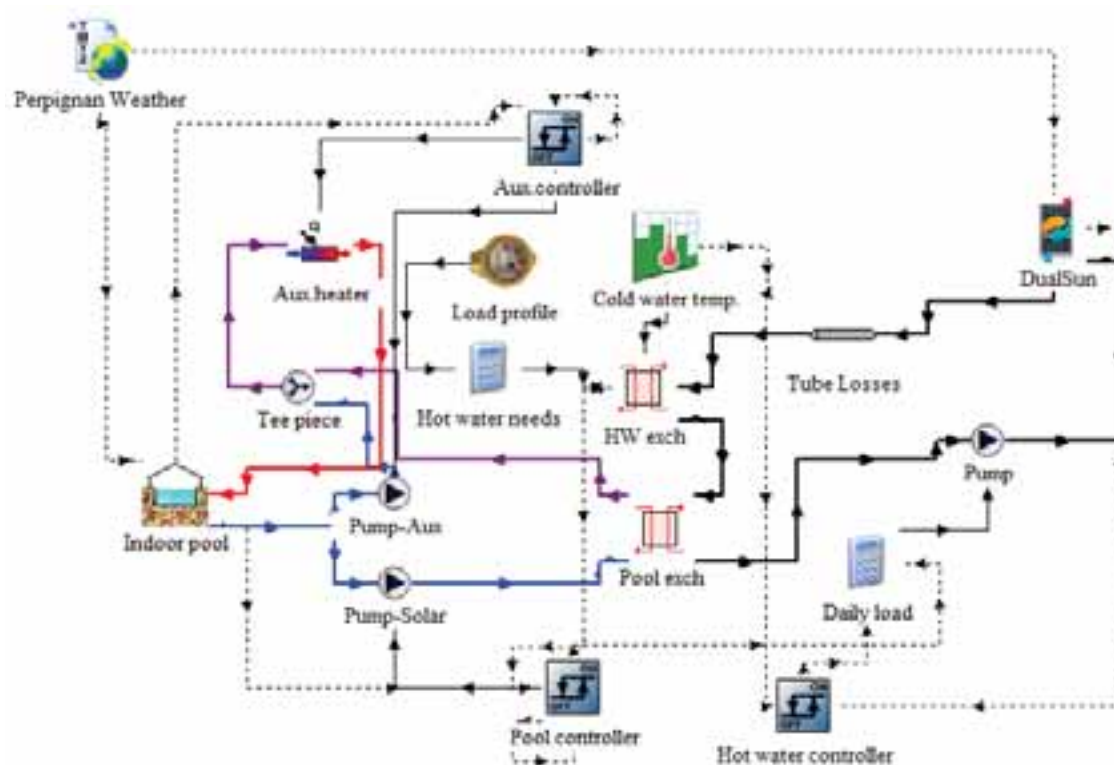 Perpignan Weather
Aux.controller
Aux.heater
Load profile
Cold water temp.
DualSun
Tube Losses
Tee piece
Hot water needs
HW exch
Pump
Indoor pool
Pump-Aux
Pool exch
Daily load
Pump-Solar
Pool controller
Hot water controller